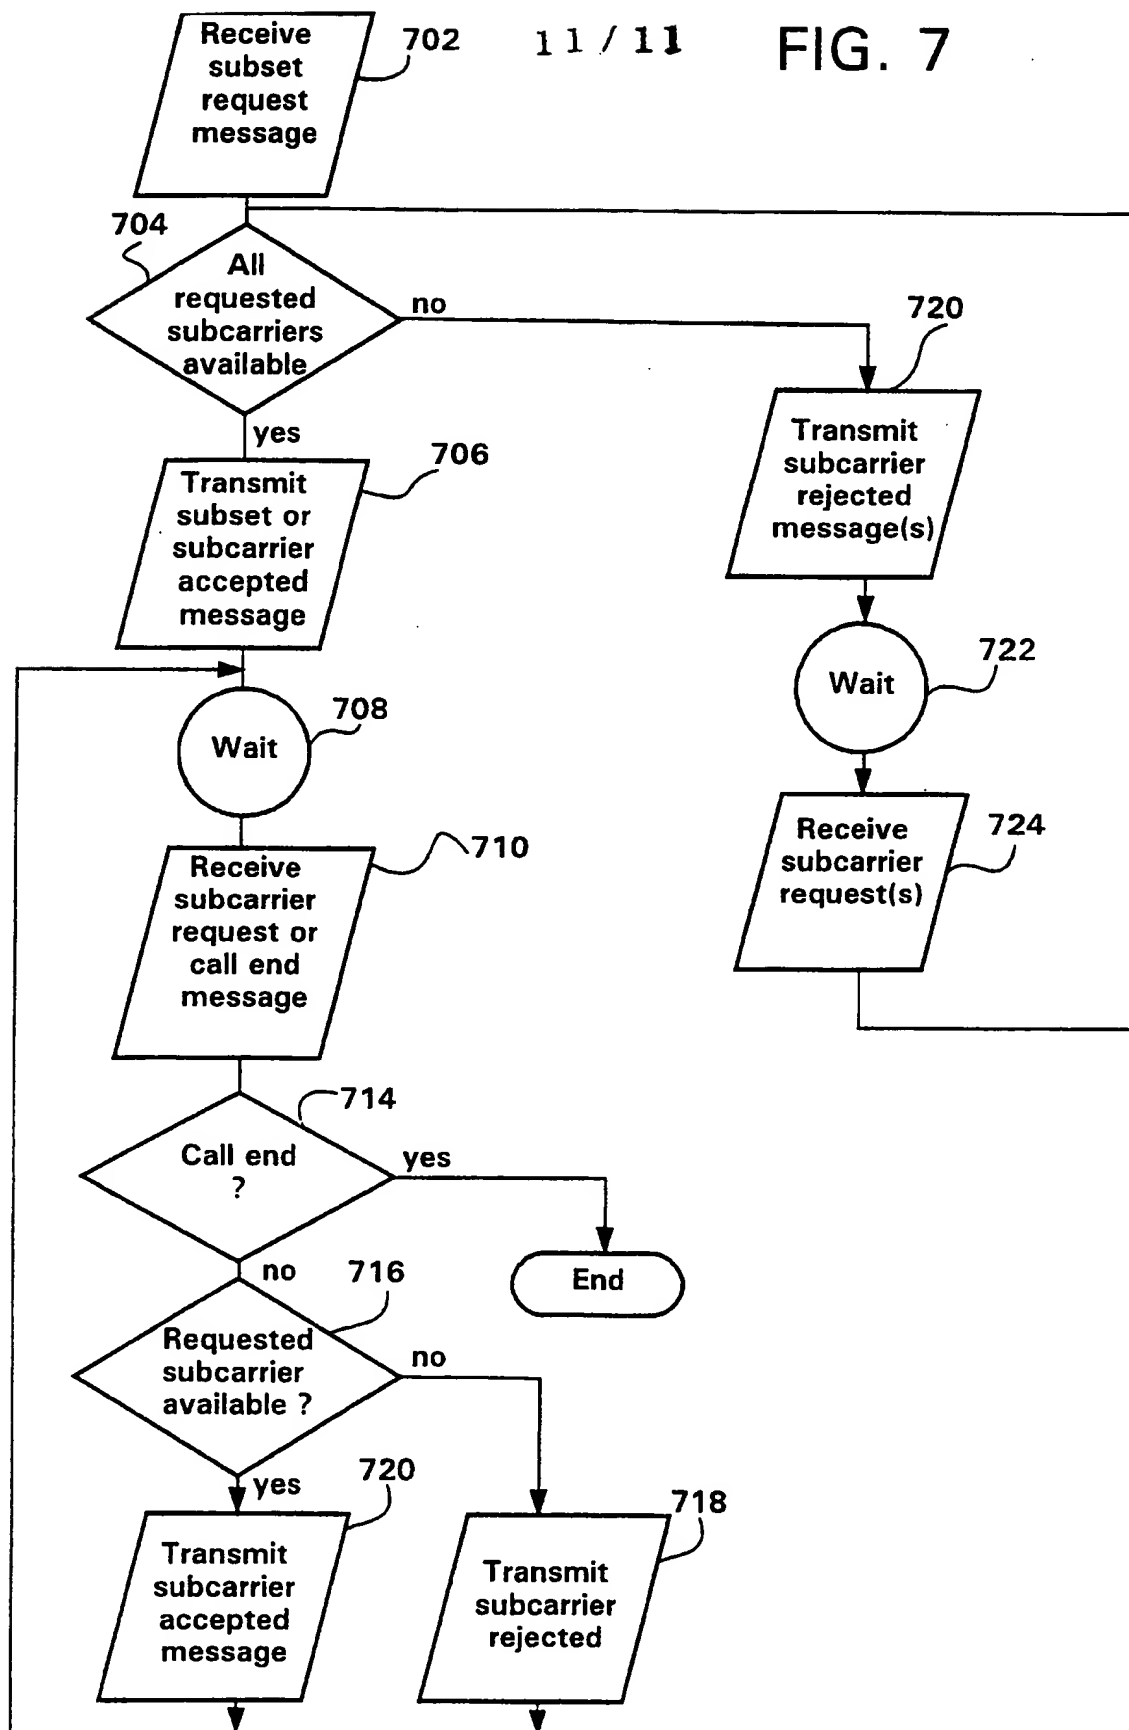 Receive
subset
request
message
702
11/11
FIG. 7
704
All
requested
subcarriers
available
no
yes
720
Transmit
subcarrier
rejected
message(s)
706
Transmit
subset or
subcarrier
accepted
message
722
Wait
708
Wait
724
Receive
subcarrier
request(s)
710
Receive
subcarrier
request or
call end
message
714
Call end
?
yes
End
no
716
Requested
subcarrier
available ?
no
yes
720
Transmit
subcarrier
accepted
message
718
Transmit
subcarrier
rejected